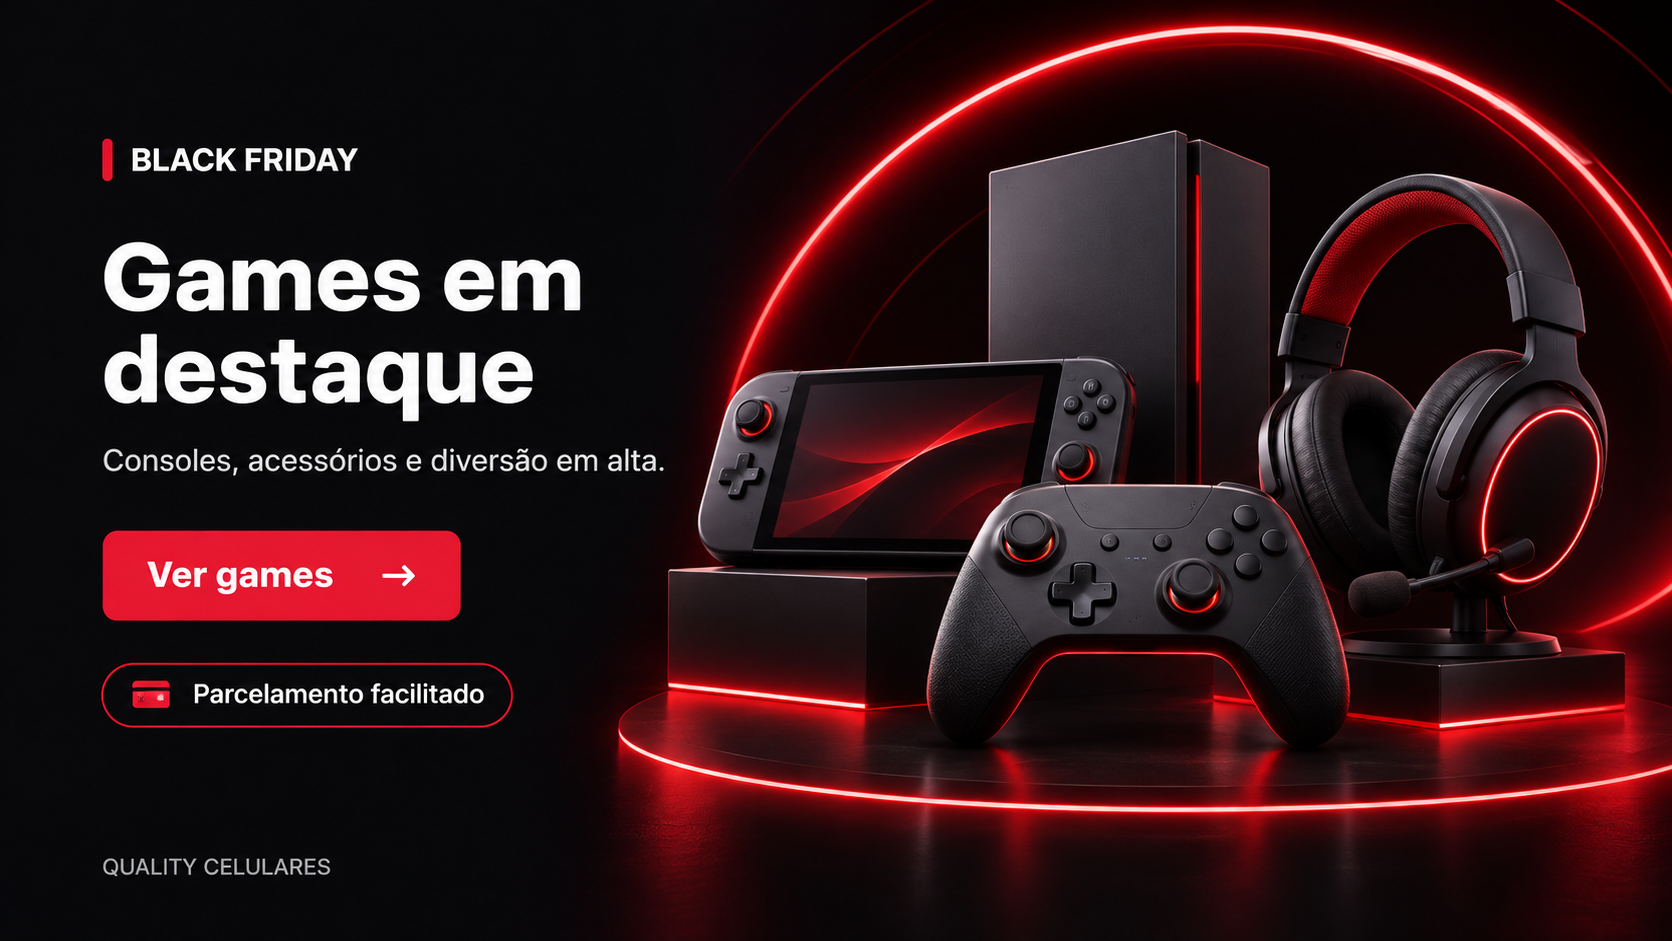 BLACK FRIDAY
Games em
destaque
Consoles, acessórios e diversão em alta.
Ver games →
Parcelamento facilitado
QUALITY CELULARES